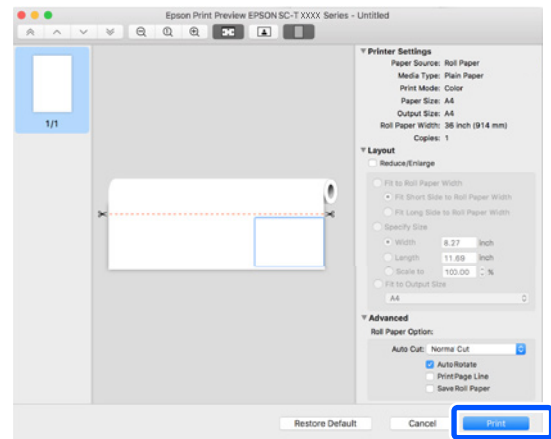 Epson Print Preview EPSON SC-T XXXX Series - Untitled
1/1
Printer Settings
Paper Source: Roll Paper
Media Type: Plain Paper
Print Mode: Color
Paper Size: A4
Output Size: A4
Roll Paper Width: 36 inch (914 mm)
Copies: 1
Layout
Reduce/Enlarge
Fit to Roll Paper Width
Fit Short Side to Roll Paper Width
Fit Long Side to Roll Paper Width
Specify Size
Width 8.27 inch
Length 11.69 inch
Scale to 100.00 %
Fit to Output Size
A4
Advanced
Roll Paper Option:
Auto Cut: Norma Cut
Auto Rotate
Print Page Line
Save Roll Paper
Restore Default
Cancel
Print